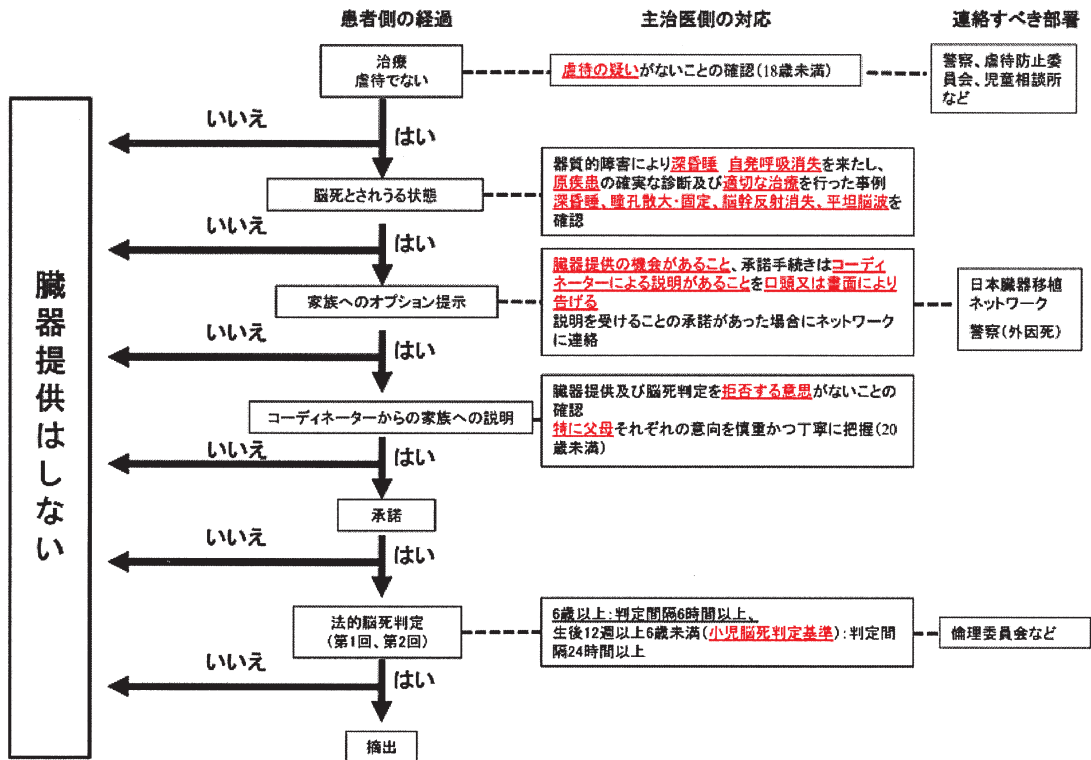 患者側の経過
主治医側の対応
連絡すべき部署
治療
虐待でない
虐待の疑いがないことの確認(18歳未満)
警察、虐待防止委
員会、児童相談所
など
いいえ
はい
脳死とされうる状態
器質的障害により深昏睡 自発呼吸消失を来たし、
原疾患の確実な診断及び適切な治療を行った事例
深昏睡、瞳孔散大・固定、脳幹反射消失、平坦脳波を
確認
いいえ
はい
家族へのオプション提示
臓器提供の機会があること、承諾手続きはコーディ
ネーターによる説明があることを口頭又は書面により
告げる
説明を受けることの承諾があった場合にネットワーク
に連絡
日本臓器移植
ネットワーク
警察(外因死)
いいえ
はい
コーディネーターからの家族への説明
臓器提供及び脳死判定を拒否する意思がないことの
確認
特に父母それぞれの意向を慎重かつ丁寧に把握(20
歳未満)
いいえ
はい
承諾
いいえ
はい
法的脳死判定
(第1回、第2回)
6歳以上:判定間隔6時間以上、
生後12週以上6歳未満(小児脳死判定基準):判定間
隔24時間以上
倫理委員会など
いいえ
はい
摘出
臓器提供はしない